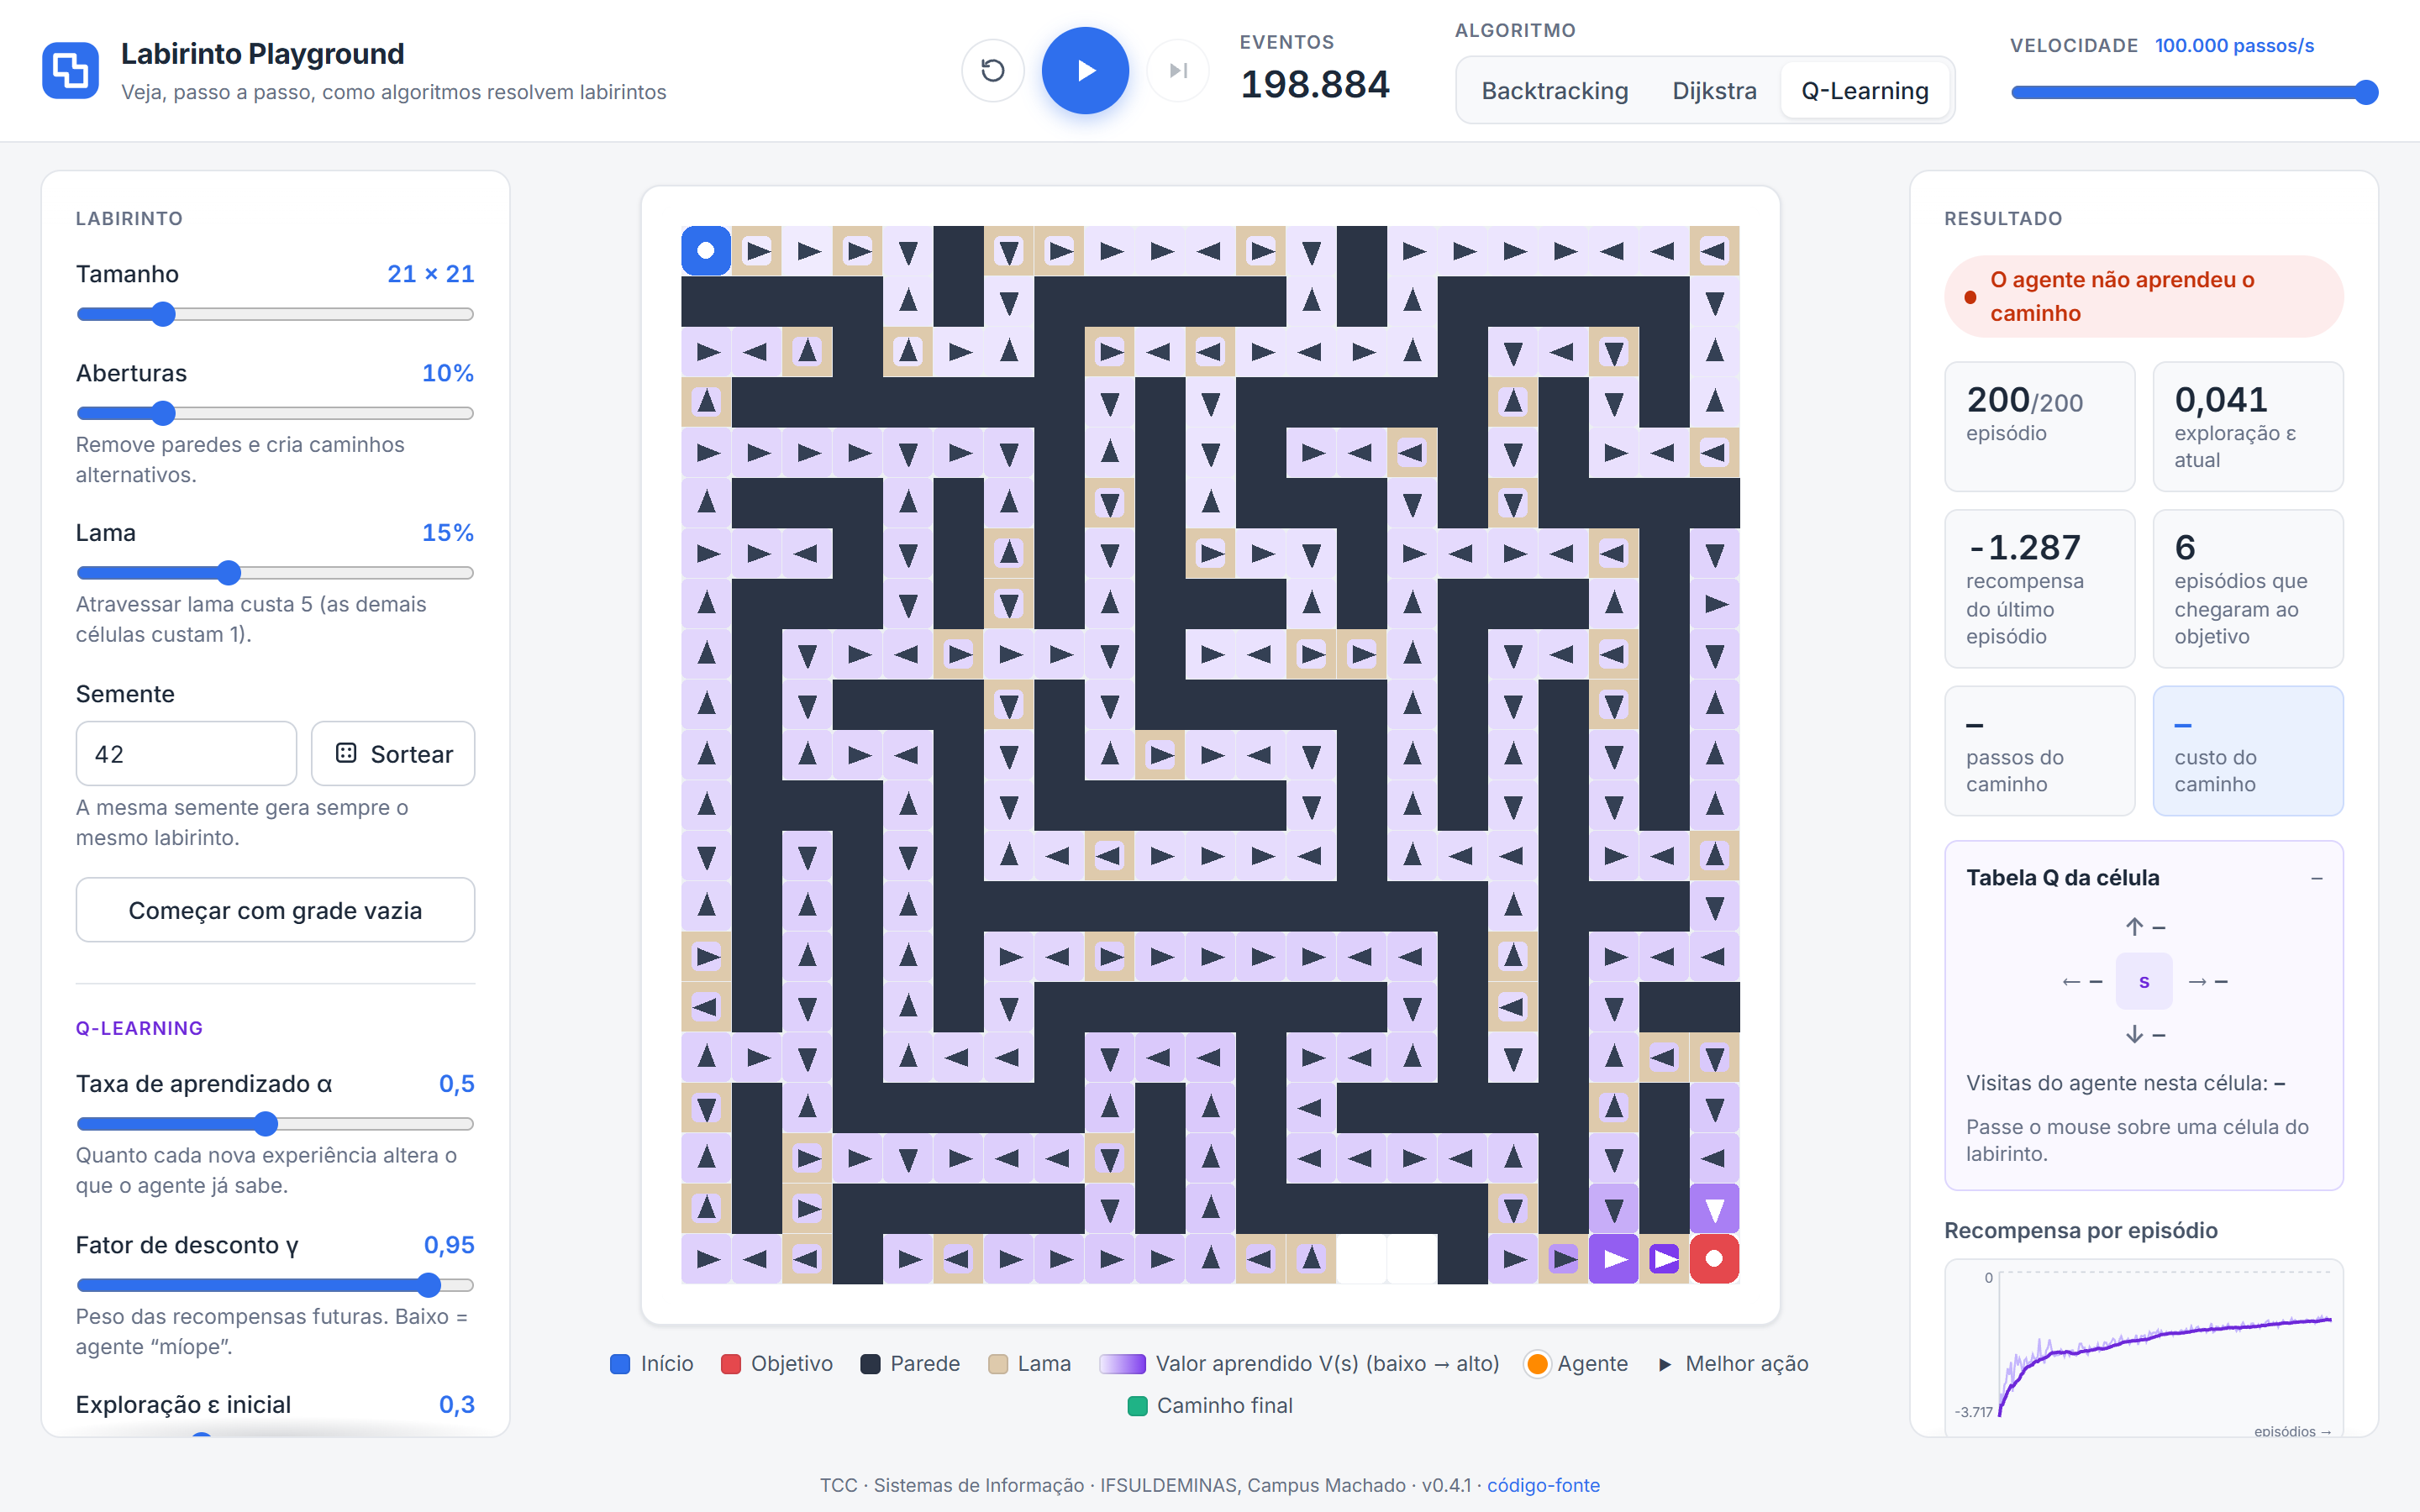 Labirinto Playground
Veja, passo a passo, como algoritmos resolvem labirintos
EVENTOS
198.884
ALGORITMO
Backtracking
Dijkstra
Q-Learning
VELOCIDADE 100.000 passos/s
LABIRINTO
Tamanho 21 × 21
Aberturas 10%
Remove paredes e cria caminhos
alternativos.
Lama 15%
Atravessar lama custa 5 (as demais
células custam 1).
Semente
42
Sortear
A mesma semente gera sempre o
mesmo labirinto.
Começar com grade vazia
Q-LEARNING
Taxa de aprendizado α 0,5
Quanto cada nova experiência altera o
que o agente já sabe.
Fator de desconto γ 0,95
Peso das recompensas futuras. Baixo =
agente “míope”.
Exploração ε inicial 0,3
Início
Objetivo
Parede
Lama
Valor aprendido V(s) (baixo → alto)
Agente
Melhor ação
Caminho final
RESULTADO
O agente não aprendeu o
caminho
200/200
episódio
0,041
exploração ε
atual
-1.287
recompensa
do último
episódio
6
episódios que
chegaram ao
objetivo
–
passos do
caminho
–
custo do
caminho
Tabela Q da célula –
↑ –
← – s → –
↓ –
Visitas do agente nesta célula: –
Passe o mouse sobre uma célula do
labirinto.
Recompensa por episódio
0
-3.717
episódios →
TCC · Sistemas de Informação · IFSULDEMINAS, Campus Machado · v0.4.1 · código-fonte